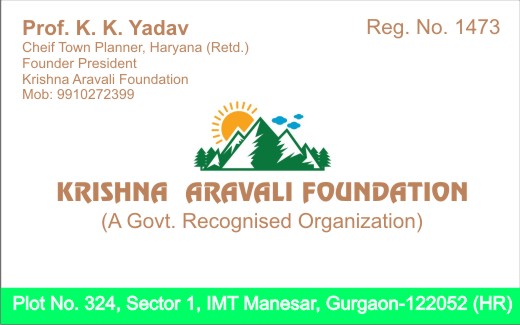 Prof. K. K. Yadav
Reg. No. 1473
Cheif Town Planner, Haryana (Retd.)
Founder President
Krishna Aravali Foundation
Mob: 9910272399
KRISHNA ARAVALI FOUNDATION
(A Govt. Recognised Organization)
Plot No. 324, Sector 1, IMT Manesar, Gurgaon-122052 (HR)